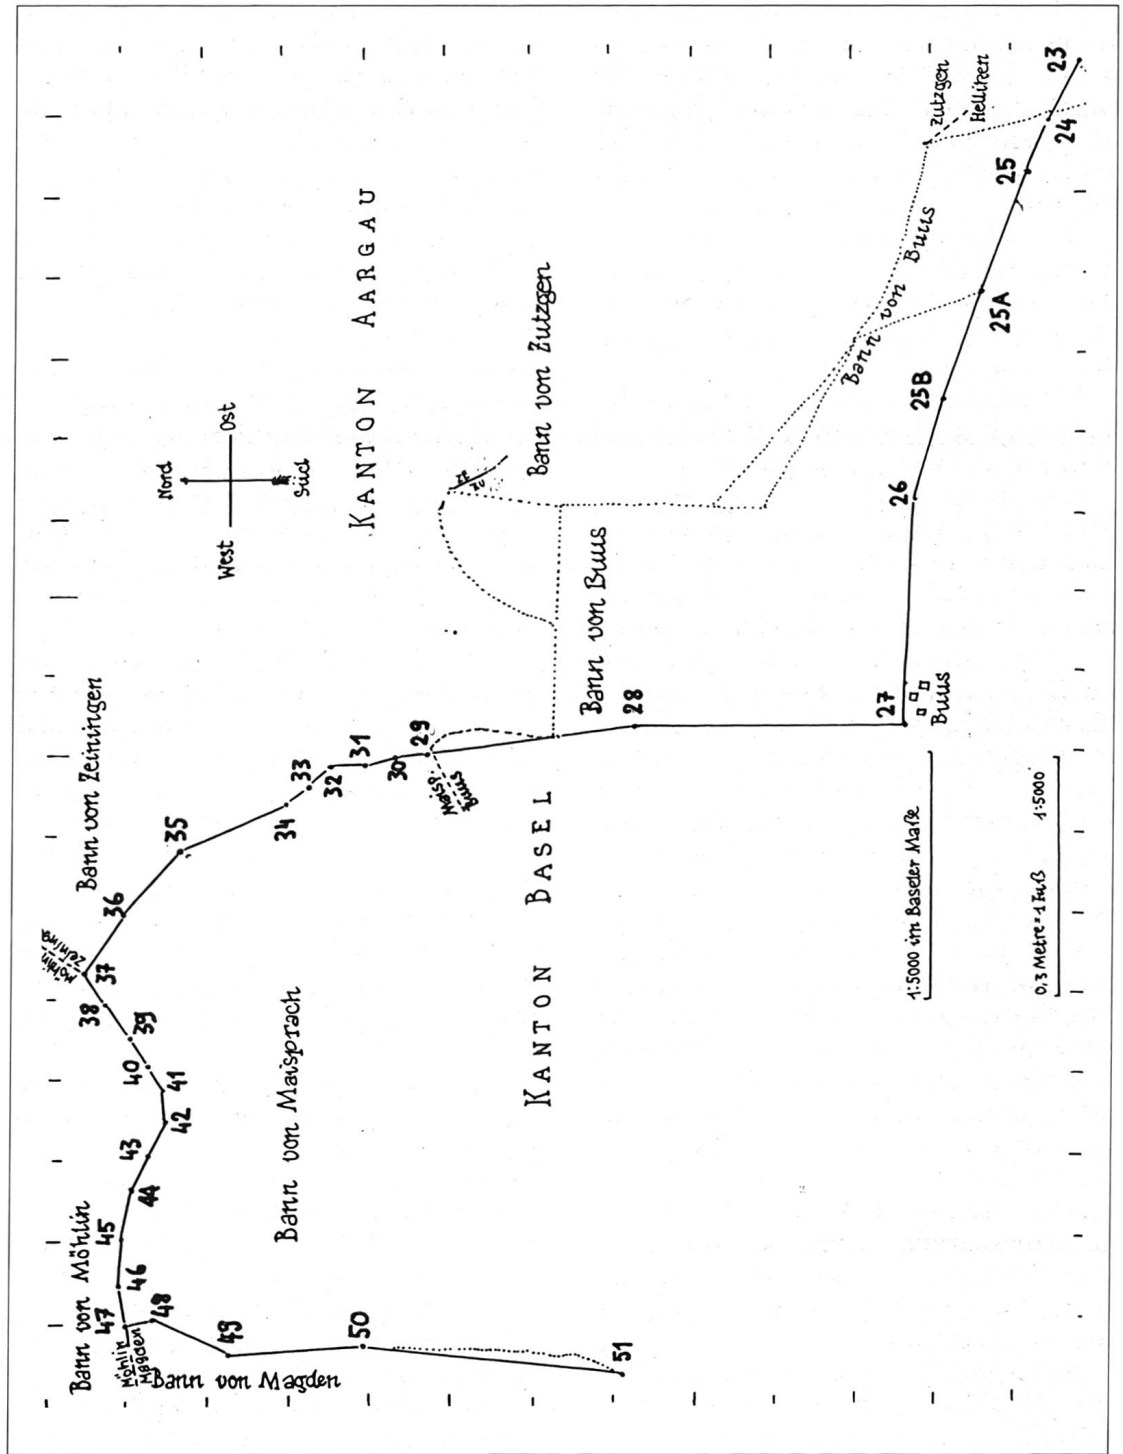 Bann von Möhlin
Möhlin
Zeining
Bann von Zeiningen
47
46
45
44
43
42
41
40
39
38
37
36
35
34
33
32
31
30
29
28
27
26
25B
25A
25
24
23
48
49
50
51
Möhlin
Magden
Bann von Magden
Nord
West
Ost
Süd
Bann von Maisprach
KANTON AARGAU
Maisp.
Buus
ZE
ZU
Bann von Zutzgen
KANTON BASEL
Bann von Buus
Bann von Buus
Zutzgen
Helliken
Buus
1:5000 im Baseler Maße
0,3 Metre = 1 Fuß 1:5000